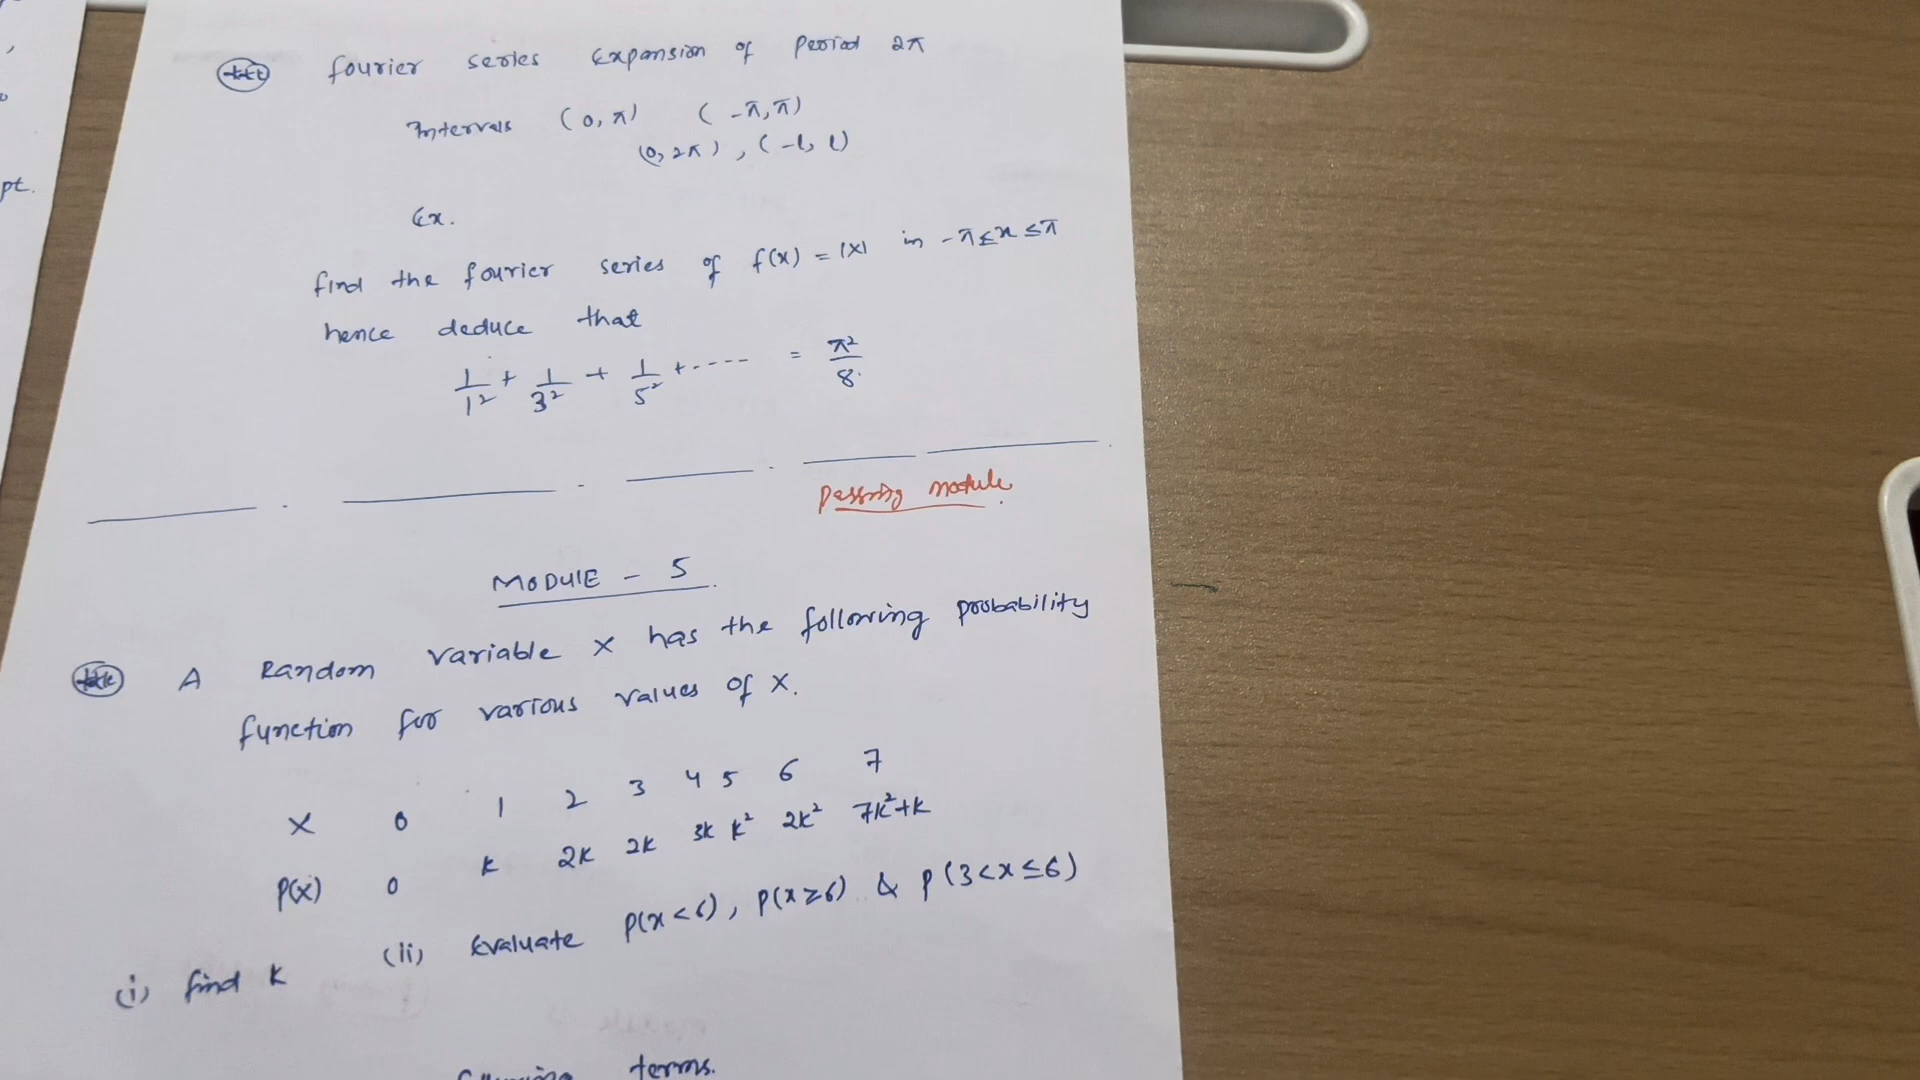 *** Fourier series Expansion of Period 2π
Intervals (0, π) (-π, π)
(0, 2π), (-l, l)
Ex.
find the fourier series of f(x) = |x| in -π ≤ x ≤ π
hence deduce that
1/1² + 1/3² + 1/5² + ---- = π²/8.
Passing module
MODULE - 5
*** A Random variable x has the following probability
function for various values of x.
X 0 1 2 3 4 5 6 7
P(x) 0 k 2k 2k 3k k² 2k² 7k²+k
(i) find k (ii) Evaluate P(x<6), P(x≥6) & P(3<x≤6)
terms.
pt.